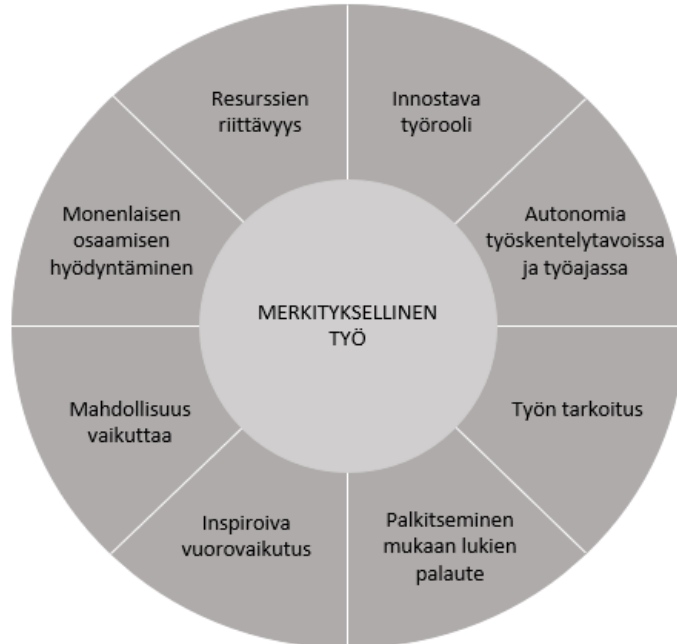 Resurssien
riittävyys
Innostava
työrooli
Autonomia
työskentelytavoissa
ja työajassa
Työn tarkoitus
Palkitseminen
mukaan lukien
palaute
Inspiroiva
vuorovaikutus
Mahdollisuus
vaikuttaa
Monenlaisen
osaamisen
hyödyntäminen
MERKITYKSELLINEN
TYÖ